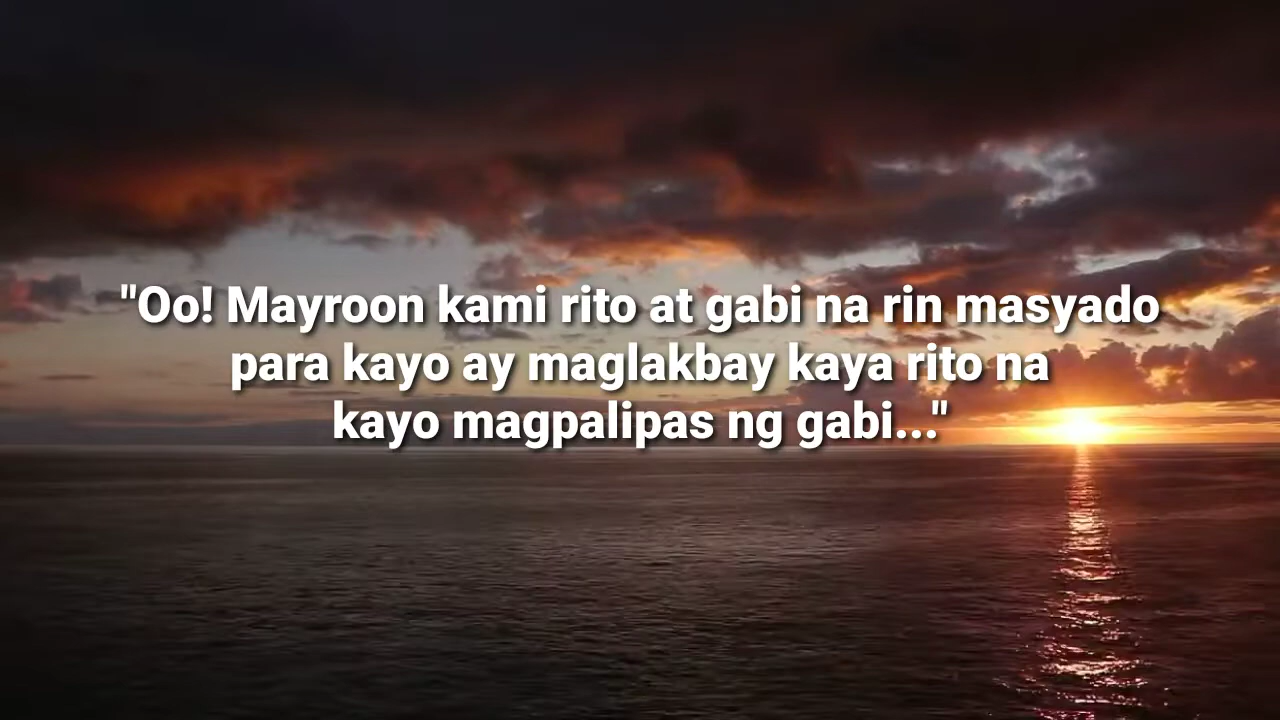 "Oo! Mayroon kami rito at gabi na rin masyado
para kayo ay maglakbay kaya rito na
kayo magpalipas ng gabi..."